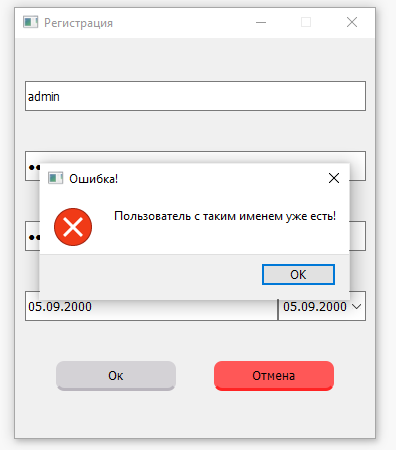 Регистрация
admin
Ошибка!
Пользователь с таким именем уже есть!
OK
05.09.2000
05.09.2000
Ок
Отмена